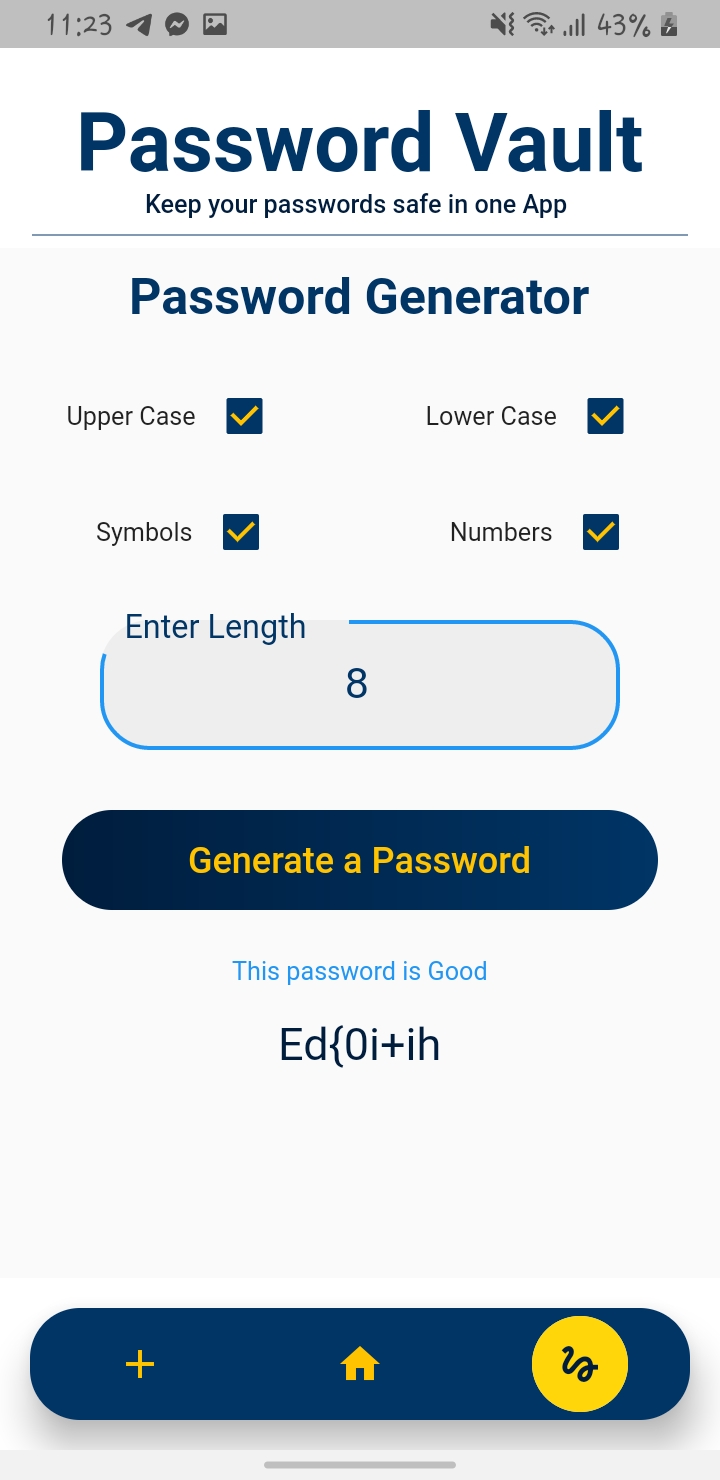 11:23 43%
Password Vault
Keep your passwords safe in one App
Password Generator
Upper Case Lower Case
Symbols Numbers
Enter Length
8
Generate a Password
This password is Good
Ed{0i+ih